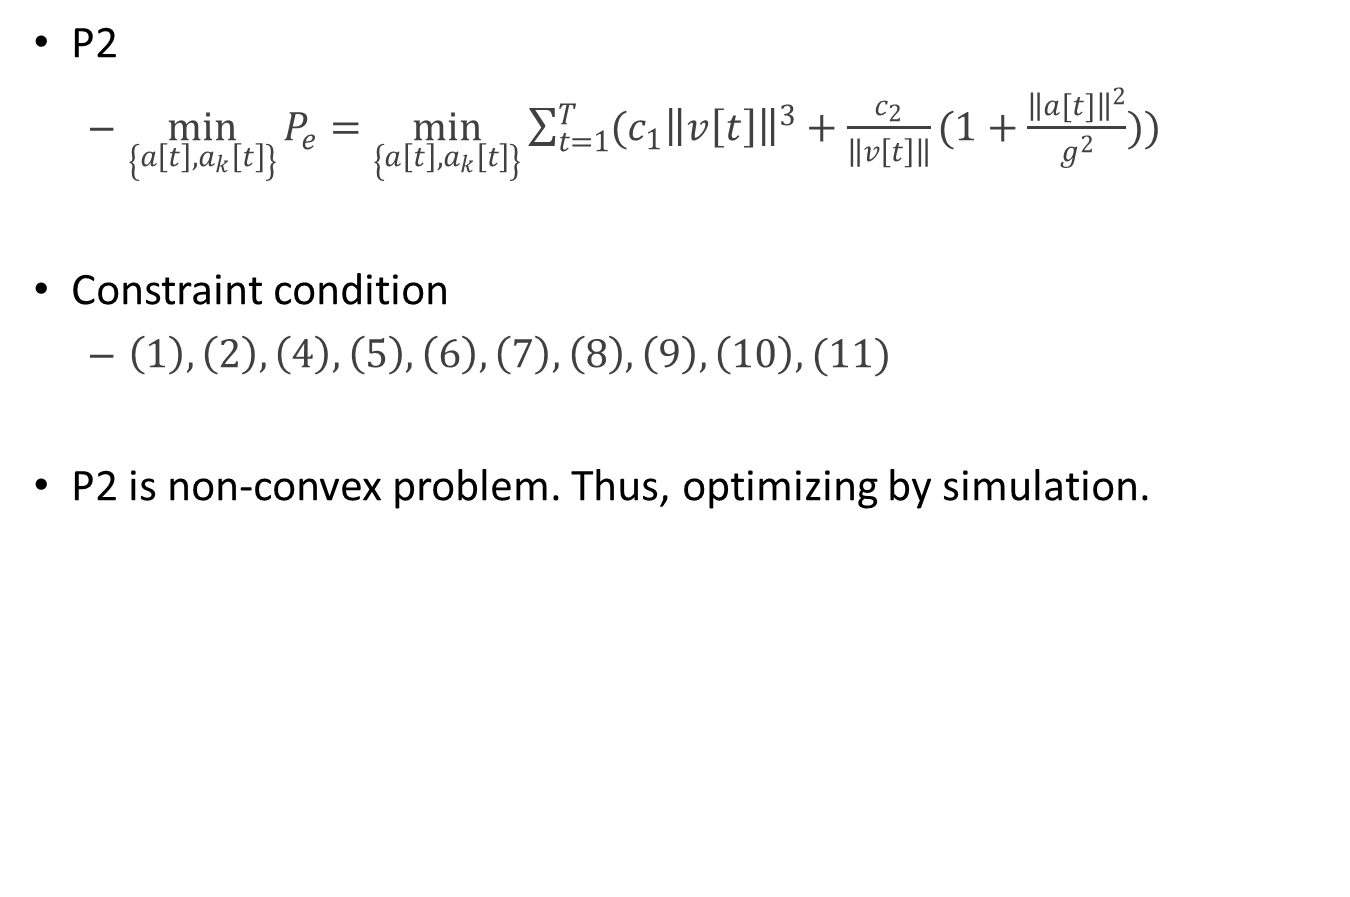 • P2
– min_{{a[t],a_k[t]}} P_e = min_{{a[t],a_k[t]}} ∑_{t=1}^{T}(c_1‖v[t]‖^3 + c_2/‖v[t]‖ (1 + ‖a[t]‖^2/g^2))
• Constraint condition
– (1), (2), (4), (5), (6), (7), (8), (9), (10), (11)
• P2 is non-convex problem. Thus, optimizing by simulation.